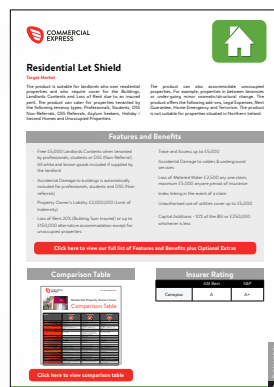 COMMERCIAL
EXPRESS
Residential Let Shield
Target Market
The product is suitable for landlords who own residential
properties and who require cover for the Buildings,
Landlords Contents and Loss of Rent due to an insured
peril. The product can cater for properties tenanted by
the following tenancy types: Professionals, Students, DSS
Non-Referrals, DSS Referrals, Asylum Seekers, Holiday /
Second Homes and Unoccupied Properties.
The product can also accommodate unoccupied
properties. For example, properties in between tenancies
or under-going minor cosmetic/structural change. The
product offers the following add-ons, Legal Expenses, Rent
Guarantee, Home Emergency and Terrorism. The product
is not suitable for properties situated in Northern Ireland.
Features and Benefits
Free £5,000 Landlords Contents when tenanted
by professionals, students or DSS (Non-Referral)
All white and brown goods included if supplied by
the landlord
Accidental Damage to buildings is automatically
included for professionals, students and DSS (Non
referrals)
Property Owner's Liability £2,000,000 (Limit of
Indemnity)
Loss of Rent 20% (Building Sum Insured) or up to
£150,000 alternative accommodation except for
unoccupied properties
Trace and Access up to £5,000
Accidental Damage to cables & underground
services
Loss of Metered Water £2,500 any one claim,
maximum £5,000 any one period of insurance
Index linking in the event of a claim
Unauthorised use of utilities cover up to £5,000
Capital Additions - 10% of the BSI or £250,000
whichever is less
Click here to view our full list of Features and Benefits plus Optional Extras
Comparison Table
Residential Property Owners Cover
Comparison Table
Click here to view comparison table
Insurer Rating
AM Best S&P
Canopius A A+